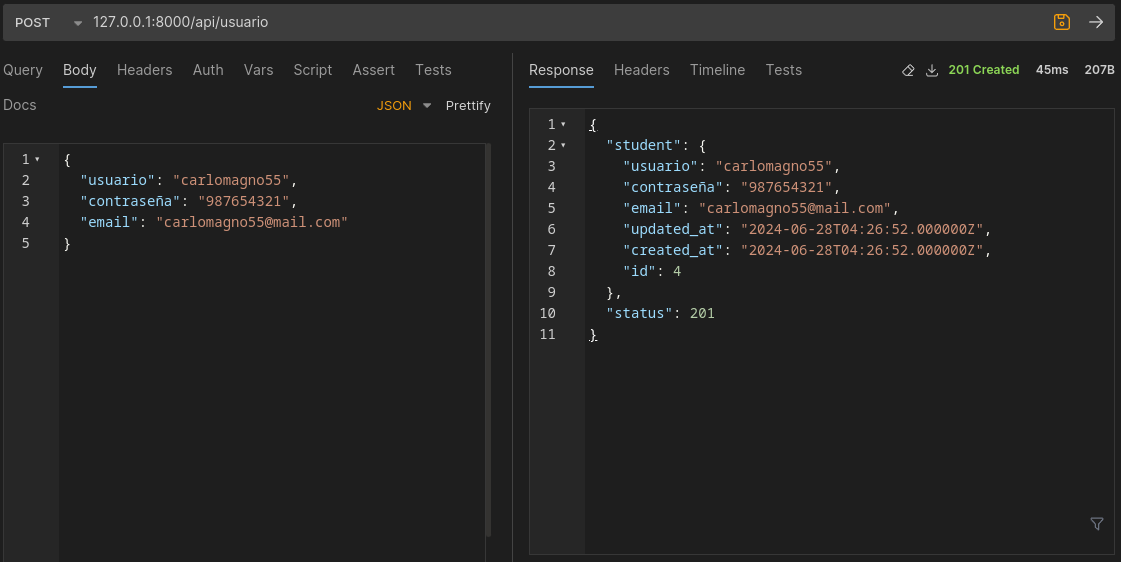 POST 127.0.0.1:8000/api/usuario
Query Body Headers Auth Vars Script Assert Tests
Docs JSON Prettify
1 {
2 "usuario": "carlomagno55",
3 "contraseña": "987654321",
4 "email": "carlomagno55@mail.com"
5 }
Response Headers Timeline Tests 201 Created 45ms 207B
1 {
2 "student": {
3 "usuario": "carlomagno55",
4 "contraseña": "987654321",
5 "email": "carlomagno55@mail.com",
6 "updated_at": "2024-06-28T04:26:52.000000Z",
7 "created_at": "2024-06-28T04:26:52.000000Z",
8 "id": 4
9 },
10 "status": 201
11 }